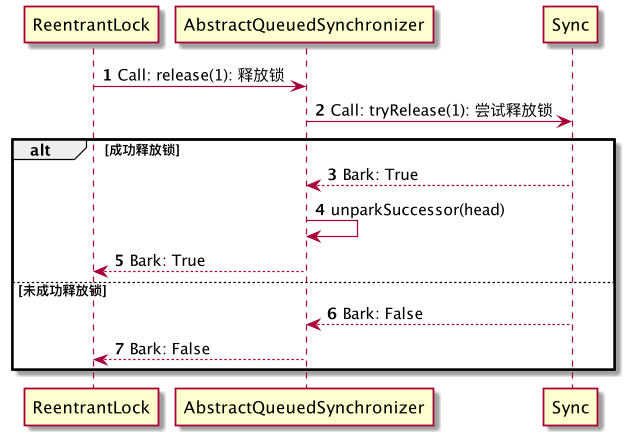 ReentrantLock AbstractQueuedSynchronizer Sync
1 Call: release(1): 释放锁
2 Call: tryRelease(1): 尝试释放锁
alt [成功释放锁]
3 Bark: True
4 unparkSuccessor(head)
5 Bark: True
[未成功释放锁]
6 Bark: False
7 Bark: False
ReentrantLock AbstractQueuedSynchronizer Sync